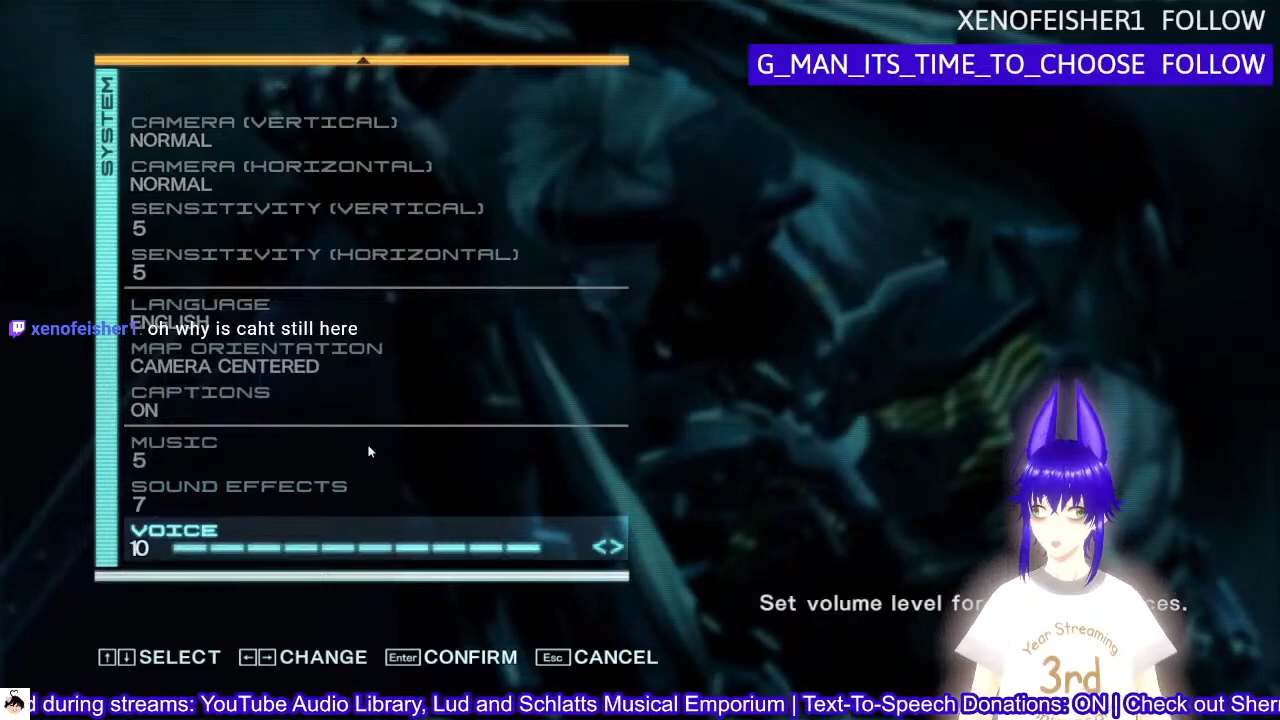 XENOFEISHER1 FOLLOW
G_MAN_ITS_TIME_TO_CHOOSE FOLLOW
SYSTEM
CAMERA (VERTICAL)
NORMAL
CAMERA (HORIZONTAL)
NORMAL
SENSITIVITY (VERTICAL)
5
SENSITIVITY (HORIZONTAL)
5
LANGUAGE
ENGLISH
xenofeisher1: oh why is caht still here
MAP ORIENTATION
CAMERA CENTERED
CAPTIONS
ON
MUSIC
5
SOUND EFFECTS
7
VOICE
10
Set volume level for
Year Streaming
3rd
↑↓ SELECT ←→ CHANGE Enter CONFIRM Esc CANCEL
d during streams: YouTube Audio Library, Lud and Schlatts Musical Emporium | Text-To-Speech Donations: ON | Check out Sher